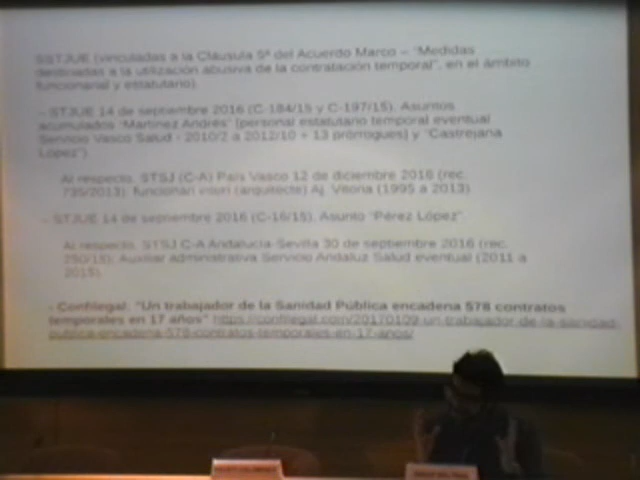 SSTJUE (vinculadas a la Cláusula 5ª del Acuerdo Marco – "Medidas
destinadas a la utilización abusiva de la contratación temporal", en el ámbito
funcionarial y estatutario).
– STJUE 14 de septiembre 2016 (C-184/15 y C-197/15). Asuntos
acumulados "Martínez Andrés" (personal estatutario temporal eventual
Servicio Vasco Salud - 2010/2 a 2012/10 + 13 prórrogues) y "Castrejana
López").
Al respecto, STSJ (C-A) País Vasco 12 de diciembre 2016 (rec.
735/2013): funcionari interí (arquitecte) Aj. Vitoria (1995 a 2013).
– STJUE 14 de septiembre 2016 (C-16/15). Asunto "Pérez López".
Al respecto, STSJ C-A Andalucía-Sevilla 30 de septiembre 2016 (rec.
250/15): Auxiliar Administrativa Servicio Andaluz Salud eventual (2011 a
2015).
- Confilegal: "Un trabajador de la Sanidad Pública encadena 578 contratos
temporales en 17 años" https://confilegal.com/20170109-un-trabajador-de-la-sanidad-
publica-encadena-578-contratos-temporales-en-17-anos/